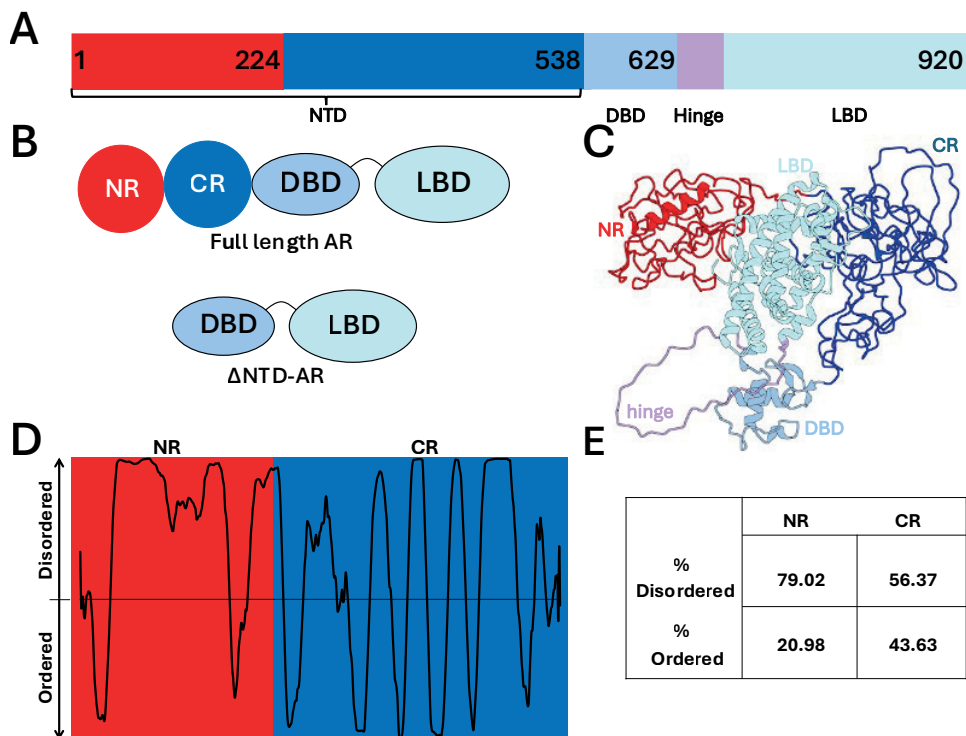 A
1 224 538 629 920
NTD DBD Hinge LBD
B
NR CR DBD LBD
Full length AR
DBD LBD
ΔNTD-AR
C
CR
LBD
NR
hinge
DBD
D
NR CR
Disordered
Ordered
E
NR CR
%
Disordered
79.02 56.37
%
Ordered
20.98 43.63